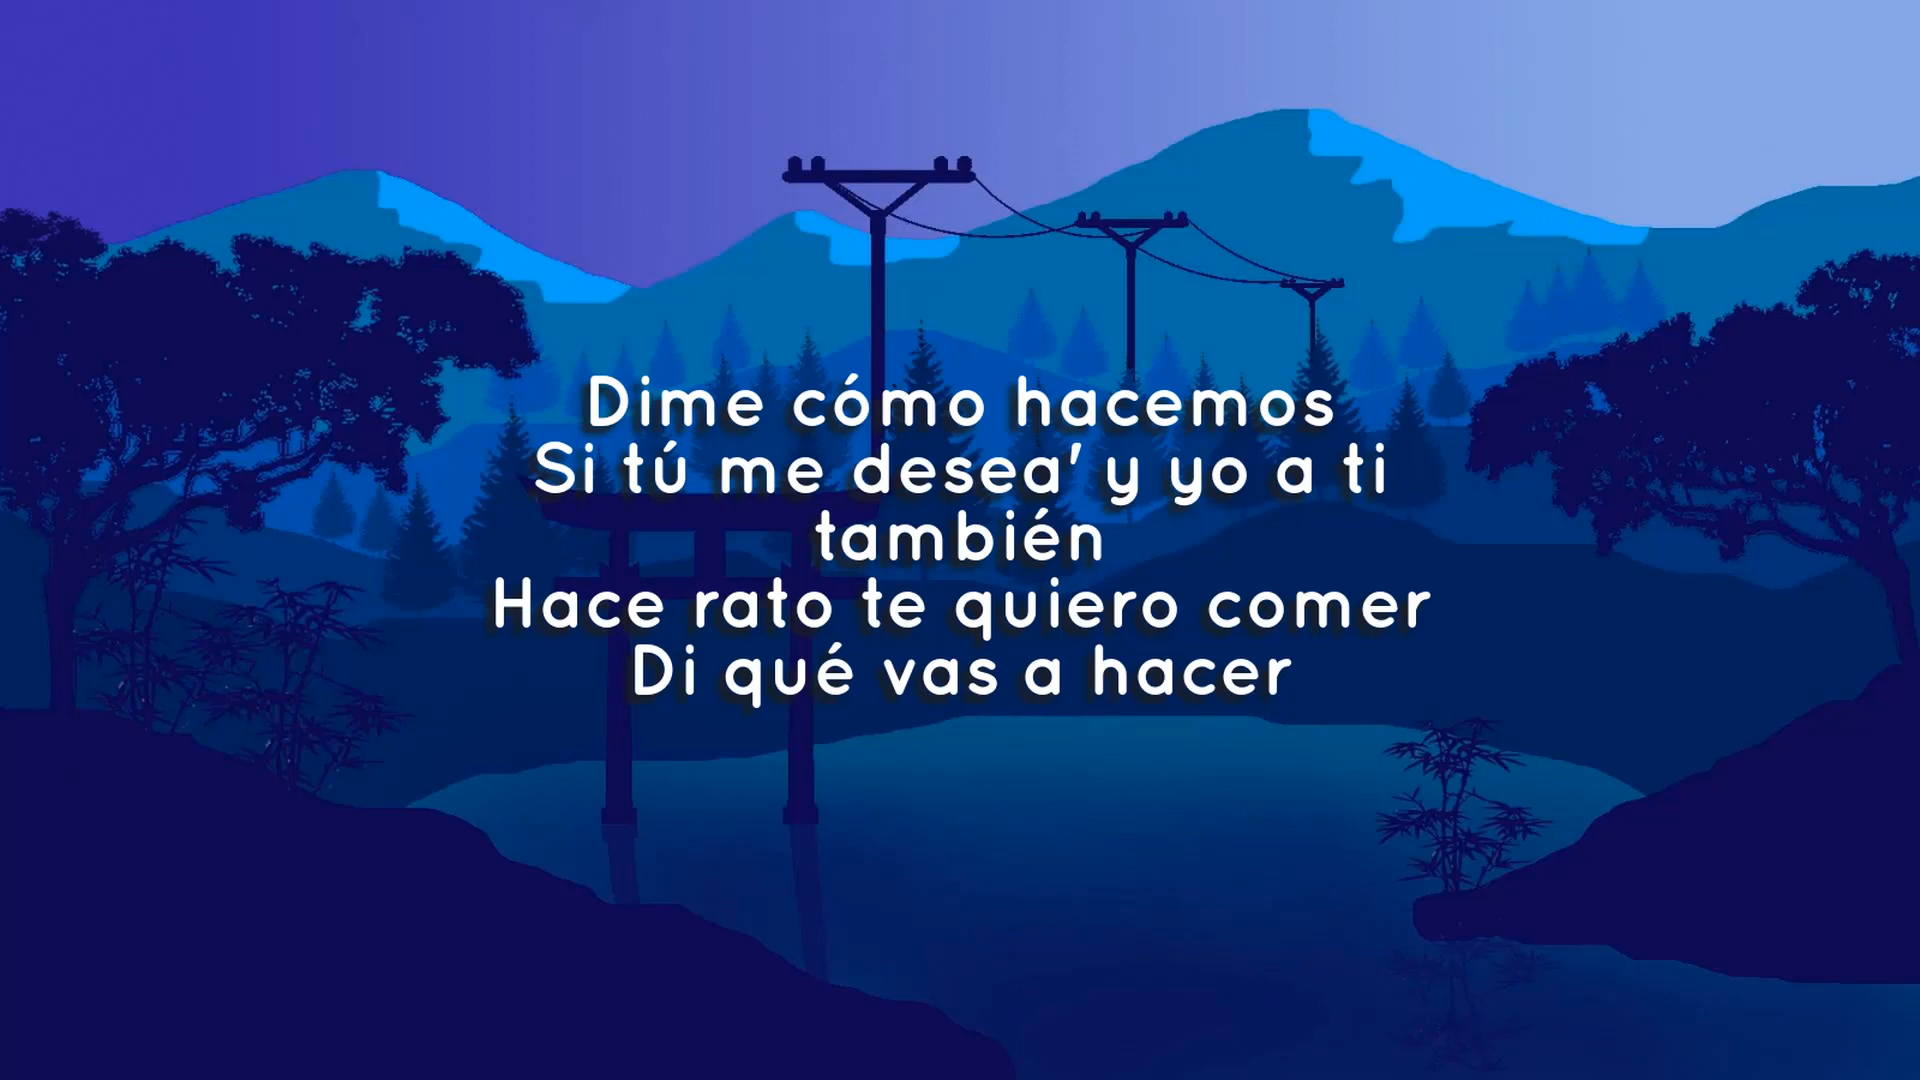 Dime cómo hacemos
Si tú me desea' y yo a ti
también
Hace rato te quiero comer
Di qué vas a hacer